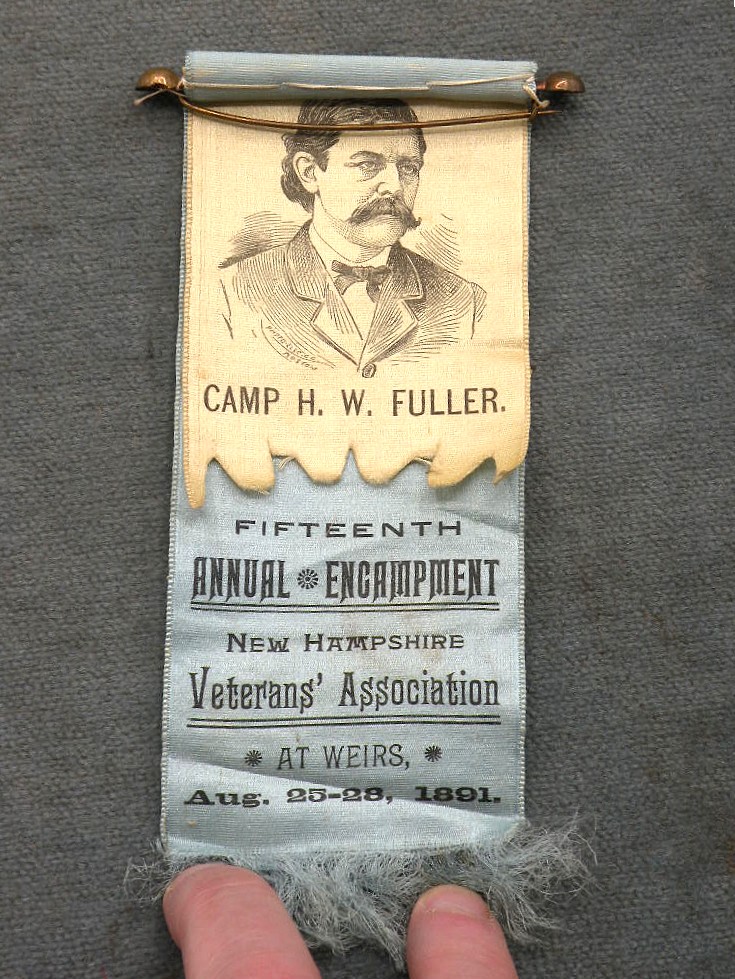 CAMP H. W. FULLER.
FIFTEENTH
ANNUAL ENCAMPMENT
NEW HAMPSHIRE
Veterans' Association
AT WEIRS,
Aug. 25-28, 1891.